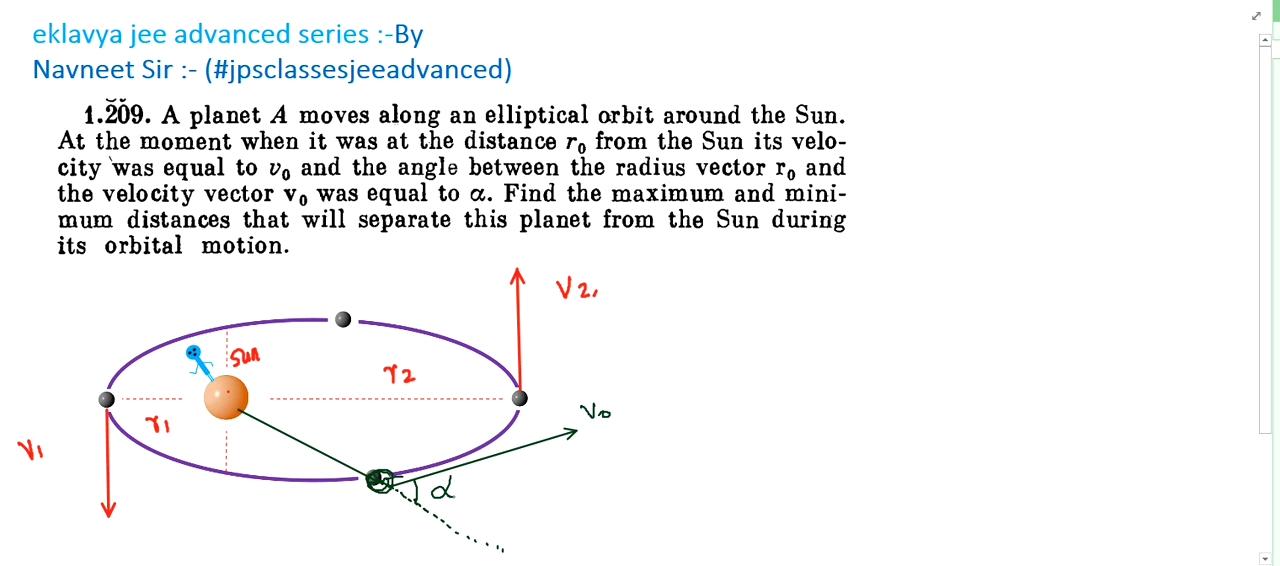 eklavya jee advanced series :-By
Navneet Sir :- (#jpsclassesjeeadvanced)
1.209. A planet A moves along an elliptical orbit around the Sun.
At the moment when it was at the distance r₀ from the Sun its velo-
city was equal to v₀ and the angle between the radius vector r₀ and
the velocity vector v₀ was equal to α. Find the maximum and mini-
mum distances that will separate this planet from the Sun during
its orbital motion.
V2,
Sun
r2
V0
r1
V1
α